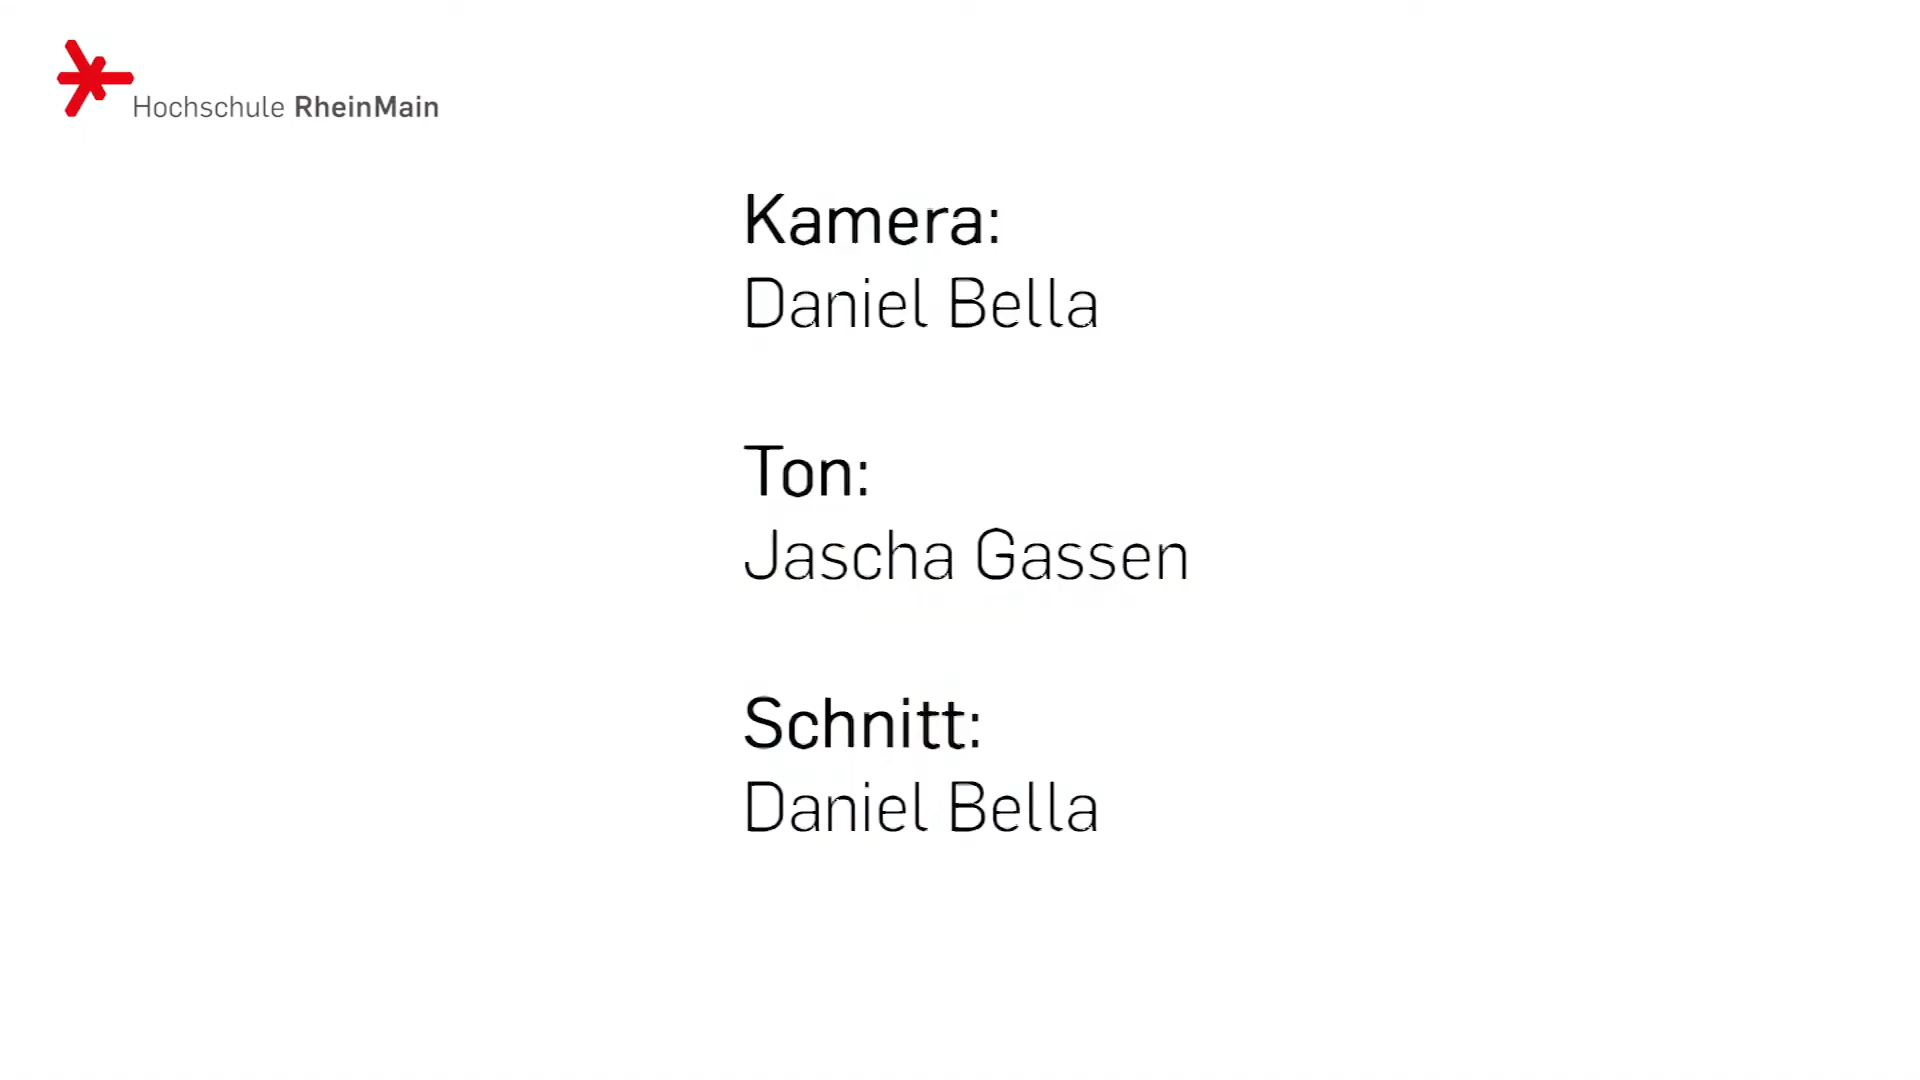 Hochschule RheinMain
Kamera:
Daniel Bella
Ton:
Jascha Gassen
Schnitt:
Daniel Bella